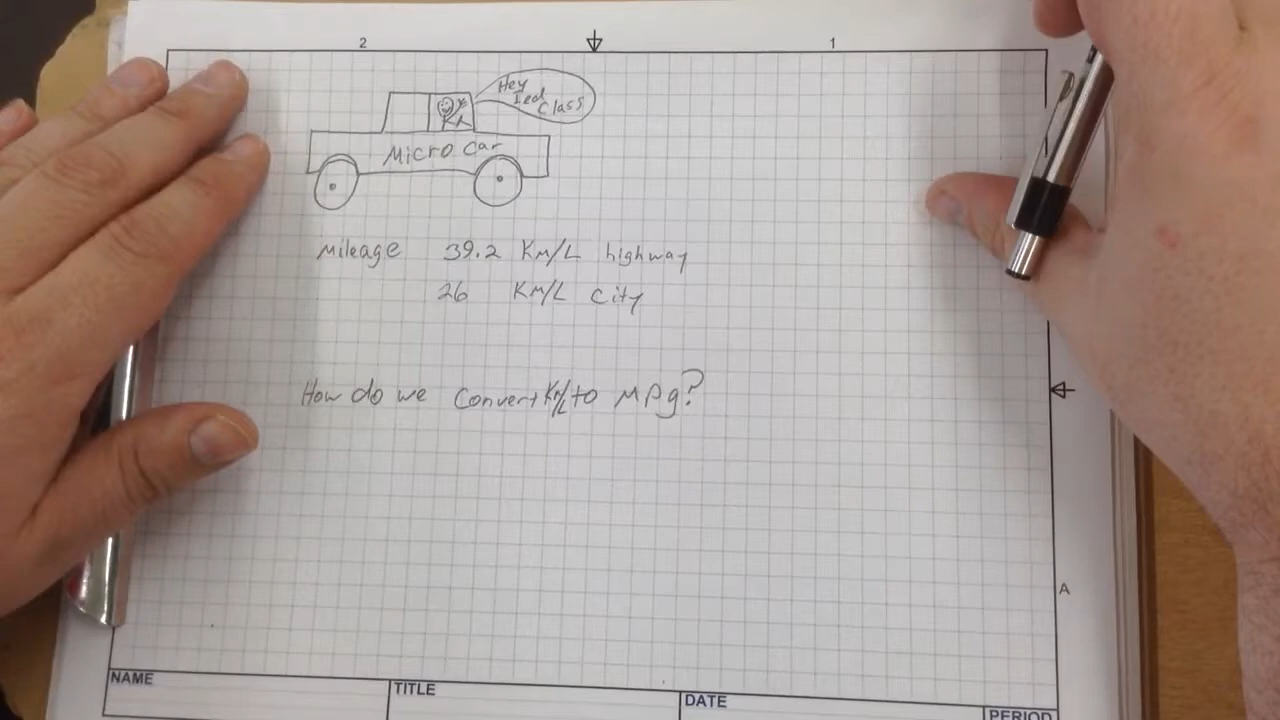 2 1
Hey
Ied
Class
Micro Car
Mileage 39.2 Km/L highway
26 Km/L City
How do we Convert Km/L to MPg?
A
NAME TITLE DATE PERIOD